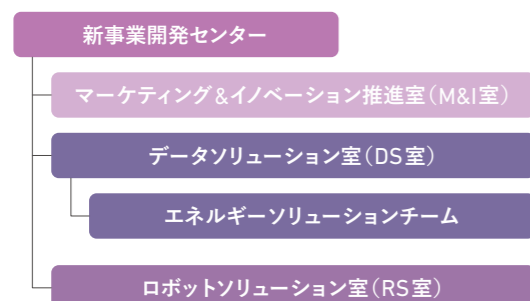 新事業開発センター
マーケティング&イノベーション推進室(M&I室)
データソリューション室(DS室)
エネルギーソリューションチーム
ロボットソリューション室(RS室)